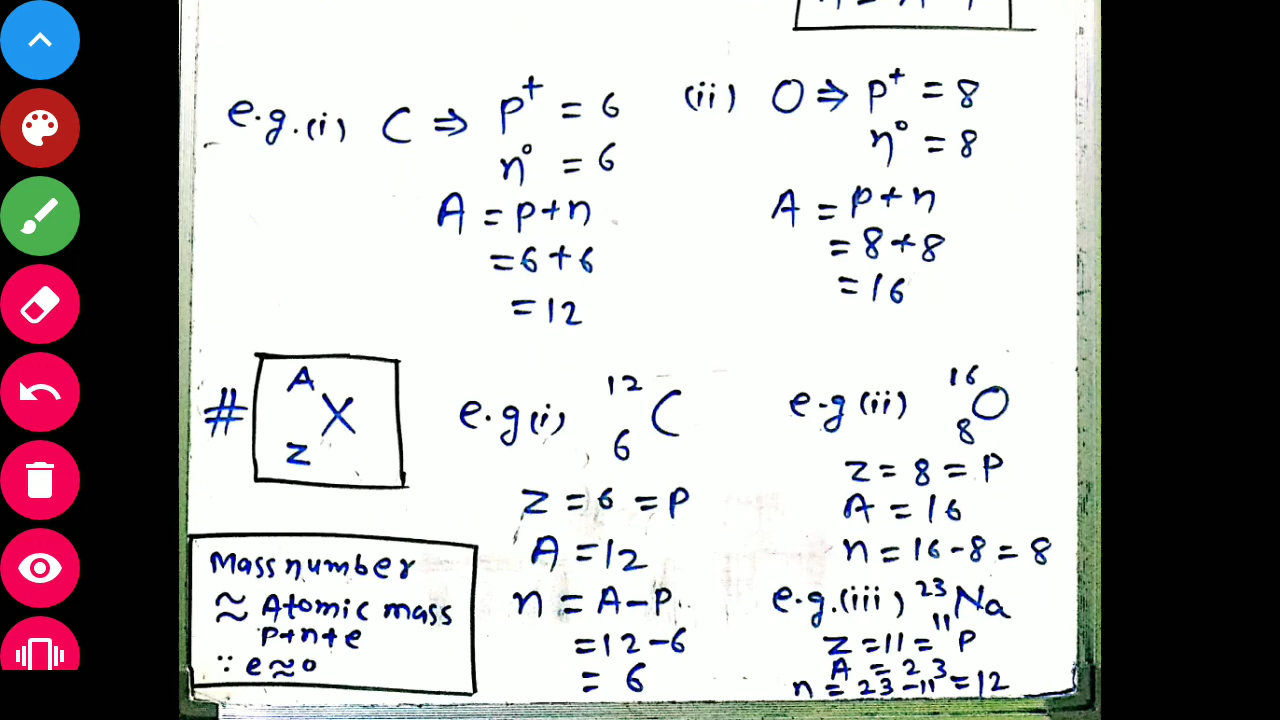 e.g.(i) C ⇒ p⁺ = 6
n° = 6
A = p+n
= 6+6
= 12
(ii) O ⇒ p⁺ = 8
n° = 8
A = p+n
= 8+8
= 16
# A
X
Z
e.g(i) 12
C
6
Z = 6 = P
A = 12
n = A-P
= 12-6
= 6
e.g (ii) 16
O
8
Z = 8 = P
A = 16
n = 16-8 = 8
e.g.(iii) 23
Na
11
Z = 11 = P
A = 23
n = 23-11 = 12
Mass number
≈ Atomic mass
p+n+e
∵ e ≈ 0